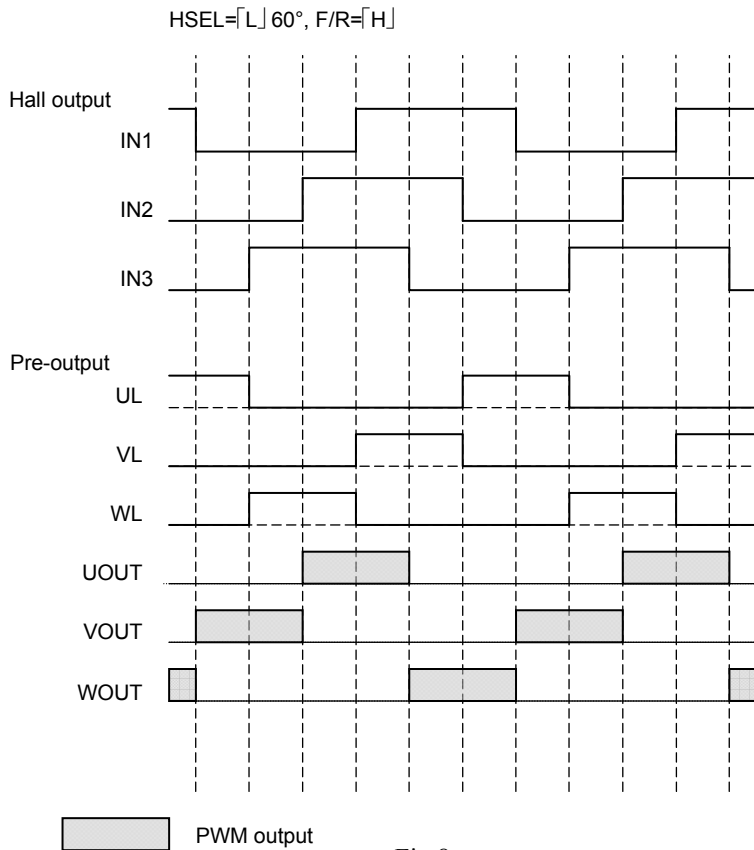 HSEL=「L」60°, F/R=「H」
Hall output
IN1
IN2
IN3
Pre-output
UL
VL
WL
UOUT
VOUT
WOUT
PWM output